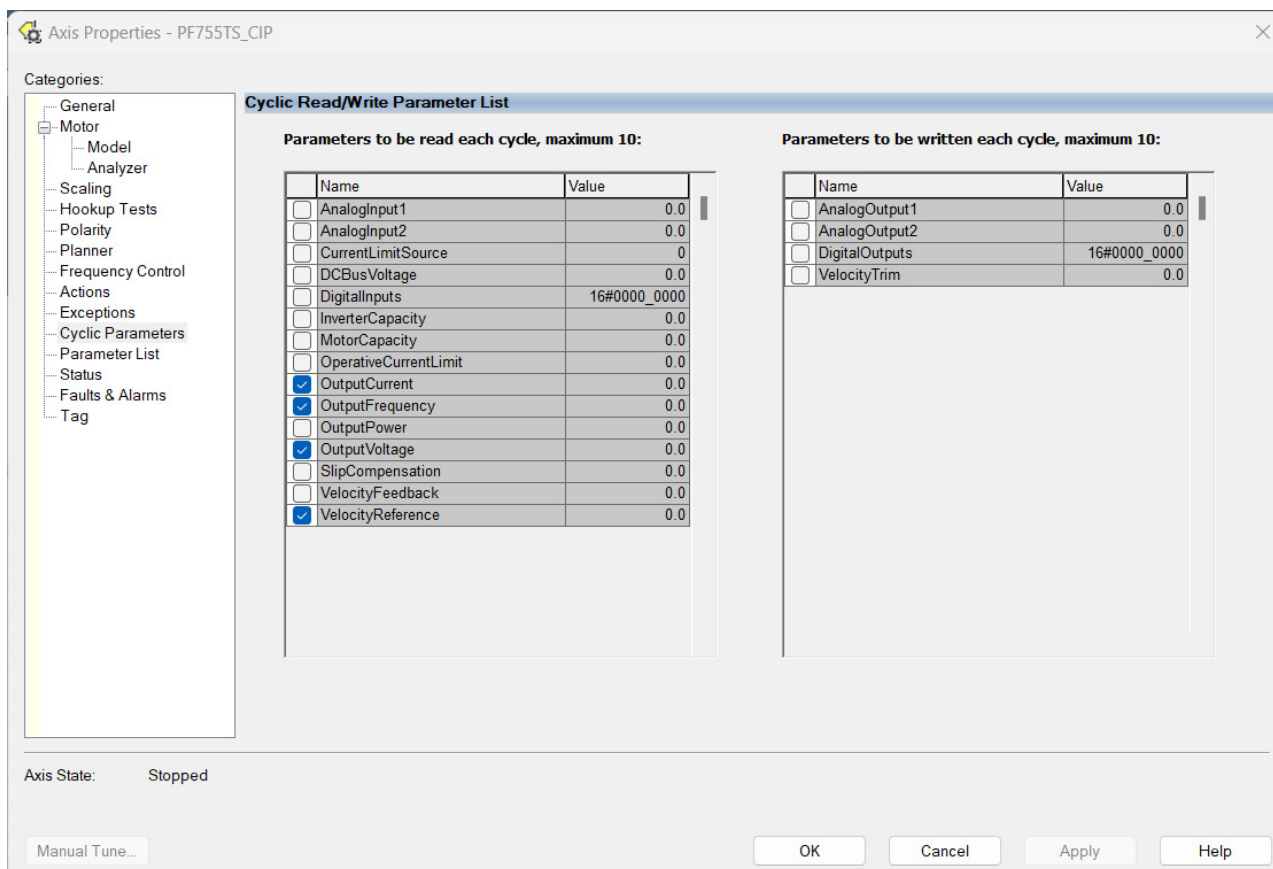 Axis Properties - PF755TS_CIP
Categories:
General
Motor
Model
Analyzer
Scaling
Hookup Tests
Polarity
Planner
Frequency Control
Actions
Exceptions
Cyclic Parameters
Parameter List
Status
Faults & Alarms
Tag
Cyclic Read/Write Parameter List
Parameters to be read each cycle, maximum 10:
Name Value
AnalogInput1 0.0
AnalogInput2 0.0
CurrentLimitSource 0
DCBusVoltage 0.0
DigitalInputs 16#0000_0000
InverterCapacity 0.0
MotorCapacity 0.0
OperativeCurrentLimit 0.0
OutputCurrent 0.0
OutputFrequency 0.0
OutputPower 0.0
OutputVoltage 0.0
SlipCompensation 0.0
VelocityFeedback 0.0
VelocityReference 0.0
Parameters to be written each cycle, maximum 10:
Name Value
AnalogOutput1 0.0
AnalogOutput2 0.0
DigitalOutputs 16#0000_0000
VelocityTrim 0.0
Axis State: Stopped
Manual Tune... OK Cancel Apply Help